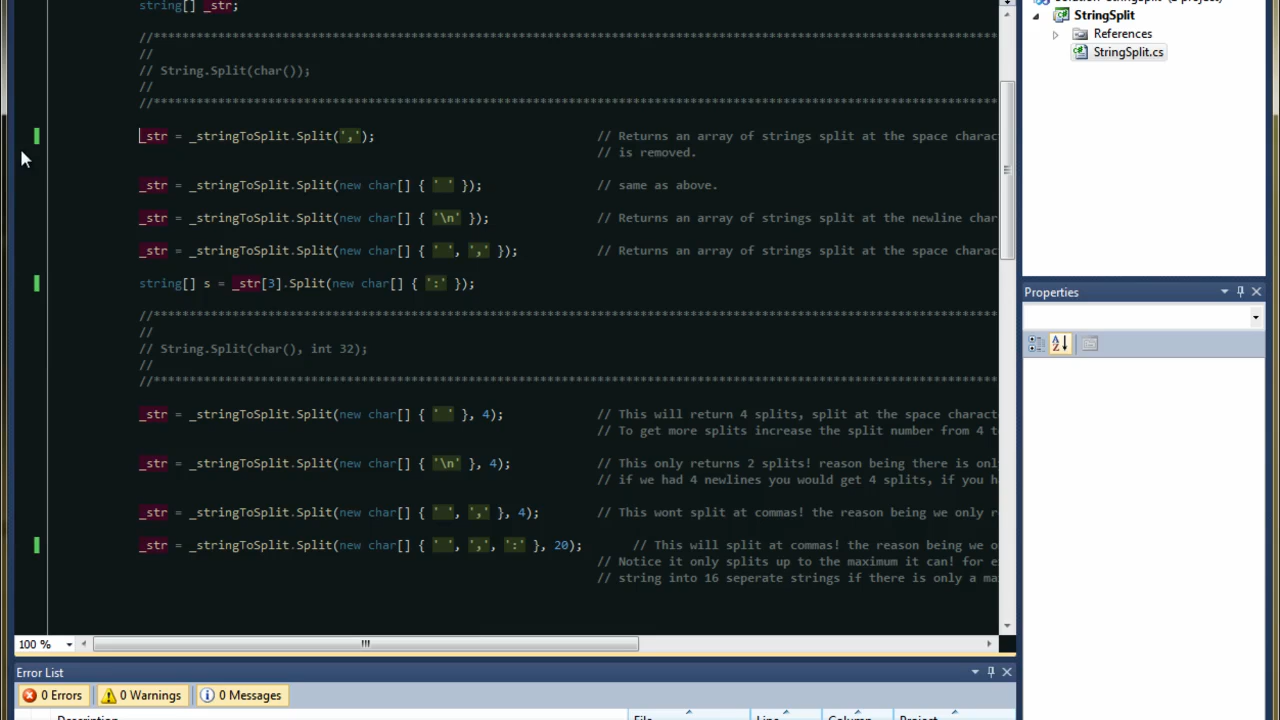 string[] _str;
//
// String.Split(char());
//
_str = _stringToSplit.Split(','); // Returns an array of strings split at the space charac
// is removed.
_str = _stringToSplit.Split(new char[] { ' ' }); // same as above.
_str = _stringToSplit.Split(new char[] { '\n' }); // Returns an array of strings split at the newline char
_str = _stringToSplit.Split(new char[] { ' ', ',' }); // Returns an array of strings split at the space charac
string[] s = _str[3].Split(new char[] { ':' });
//
// String.Split(char(), int 32);
//
_str = _stringToSplit.Split(new char[] { ' ' }, 4); // This will return 4 splits, split at the space charact
// To get more splits increase the split number from 4 t
_str = _stringToSplit.Split(new char[] { '\n' }, 4); // This only returns 2 splits! reason being there is onl
// if we had 4 newlines you would get 4 splits, if you h
_str = _stringToSplit.Split(new char[] { ' ', ',' }, 4); // This wont split at commas! the reason being we only r
_str = _stringToSplit.Split(new char[] { ' ', ',', ':' }, 20); // This will split at commas! the reason being we o
// Notice it only splits up to the maximum it can! for e
// string into 16 seperate strings if there is only a ma
100 %
Error List
0 Errors 0 Warnings 0 Messages
Description File Line Column Project
StringSplit
References
StringSplit.cs
Properties